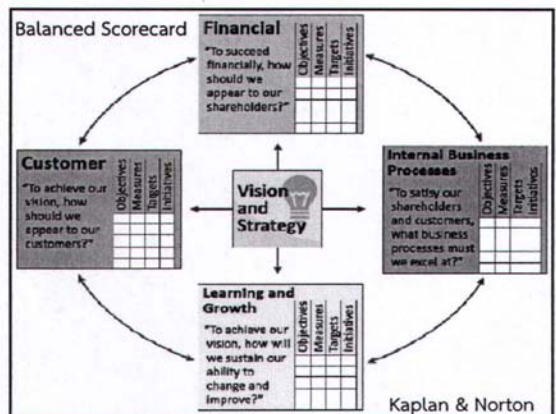 Balanced Scorecard
Financial
"To succeed
financially, how
should we
appear to our
shareholders?"
Objectives
Measures
Targets
Initiatives
Customer
"To achieve our
vision, how
should we
appear to our
customers?"
Objectives
Measures
Targets
Initiatives
Vision
and
Strategy
Internal Business
Processes
"To satisfy our
shareholders
and customers,
what business
processes must
we excel at?"
Objectives
Measures
Targets
Initiatives
Learning and
Growth
"To achieve our
vision, how will
we sustain our
ability to
change and
improve?"
Objectives
Measures
Targets
Initiatives
Kaplan & Norton